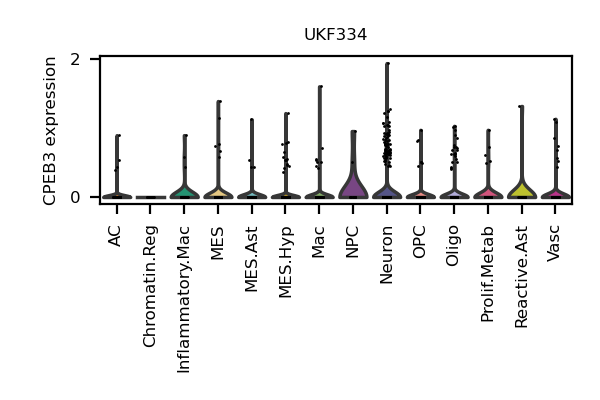 UKF334
CPEB3 expression
2
0
AC
Chromatin.Reg
Inflammatory.Mac
MES
MES.Ast
MES.Hyp
Mac
NPC
Neuron
OPC
Oligo
Prolif.Metab
Reactive.Ast
Vasc